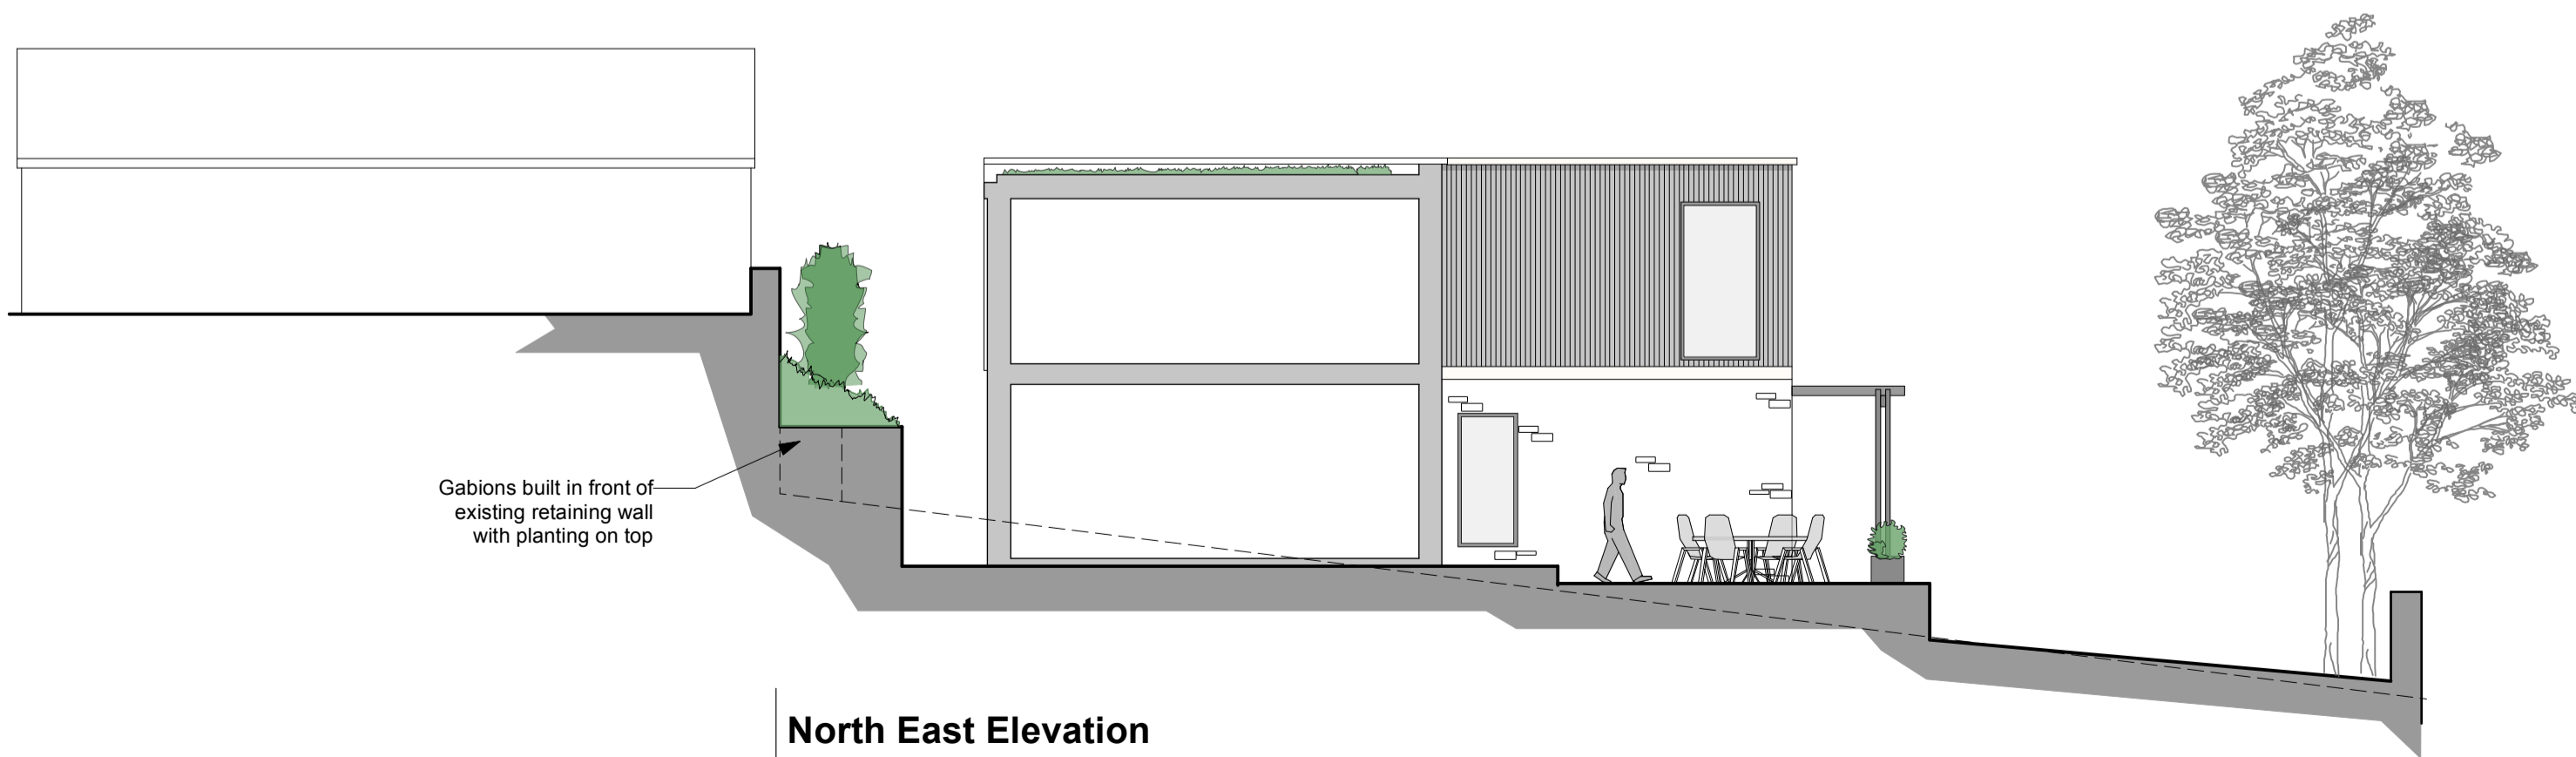 Gabions built in front of
existing retaining wall
with planting on top
North East Elevation